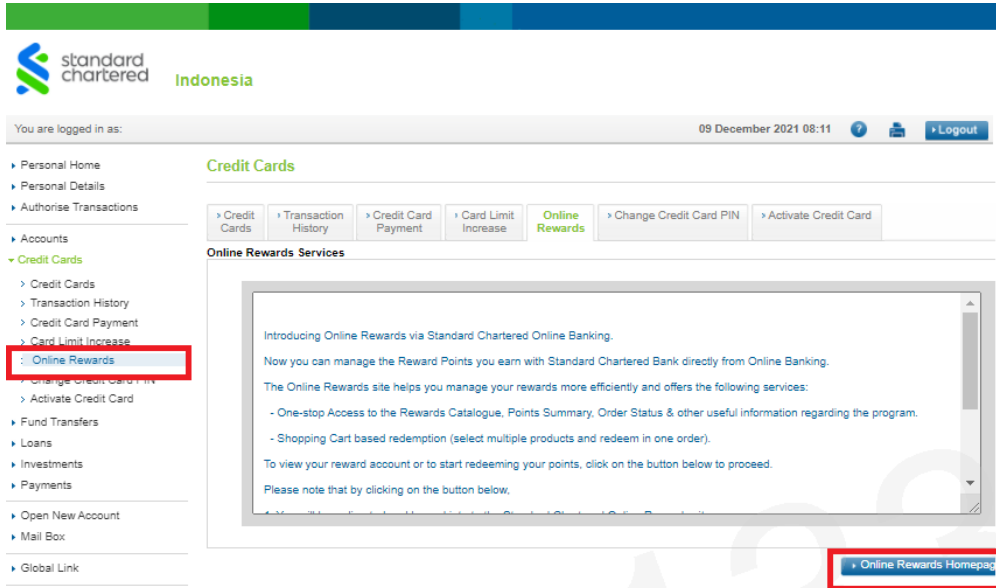 standard
chartered
Indonesia
You are logged in as:
09 December 2021 08:11
?
Logout
Personal Home
Personal Details
Authorise Transactions
Accounts
Credit Cards
Credit Cards
Transaction History
Credit Card Payment
Card Limit Increase
Online Rewards
Change Credit Card PIN
Activate Credit Card
Fund Transfers
Loans
Investments
Payments
Open New Account
Mail Box
Global Link
Credit Cards
Credit Cards
Transaction History
Credit Card Payment
Card Limit Increase
Online Rewards
Change Credit Card PIN
Activate Credit Card
Online Rewards Services
Introducing Online Rewards via Standard Chartered Online Banking.
Now you can manage the Reward Points you earn with Standard Chartered Bank directly from Online Banking.
The Online Rewards site helps you manage your rewards more efficiently and offers the following services:
- One-stop Access to the Rewards Catalogue, Points Summary, Order Status & other useful information regarding the program.
- Shopping Cart based redemption (select multiple products and redeem in one order).
To view your reward account or to start redeeming your points, click on the button below to proceed.
Please note that by clicking on the button below,
Online Rewards Homepag